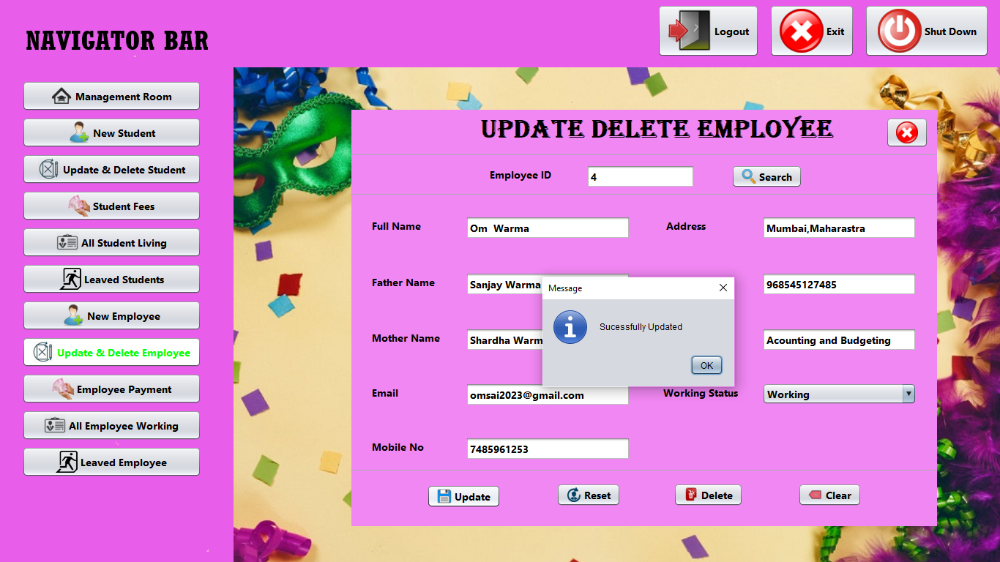 NAVIGATOR BAR
Logout
Exit
Shut Down
Management Room
New Student
Update & Delete Student
Student Fees
All Student Living
Leaved Students
New Employee
Update & Delete Employee
Employee Payment
All Employee Working
Leaved Employee
UPDATE DELETE EMPLOYEE
Employee ID 4 Search
Full Name Om Warma Address Mumbai,Maharastra
Father Name Sanjay Warma 968545127485
Message
Sucessfully Updated
OK
Mother Name Shardha Warm Acounting and Budgeting
Email omsai2023@gmail.com Working Status Working
Mobile No 7485961253
Update Reset Delete Clear